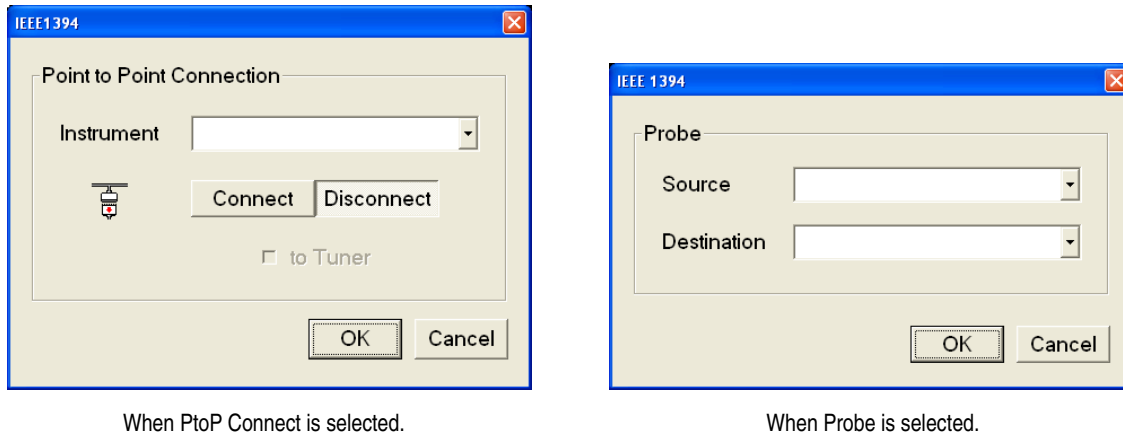 IEEE1394
Point to Point Connection
Instrument
Connect Disconnect
to Tuner
OK Cancel
When PtoP Connect is selected.
IEEE 1394
Probe
Source
Destination
OK Cancel
When Probe is selected.